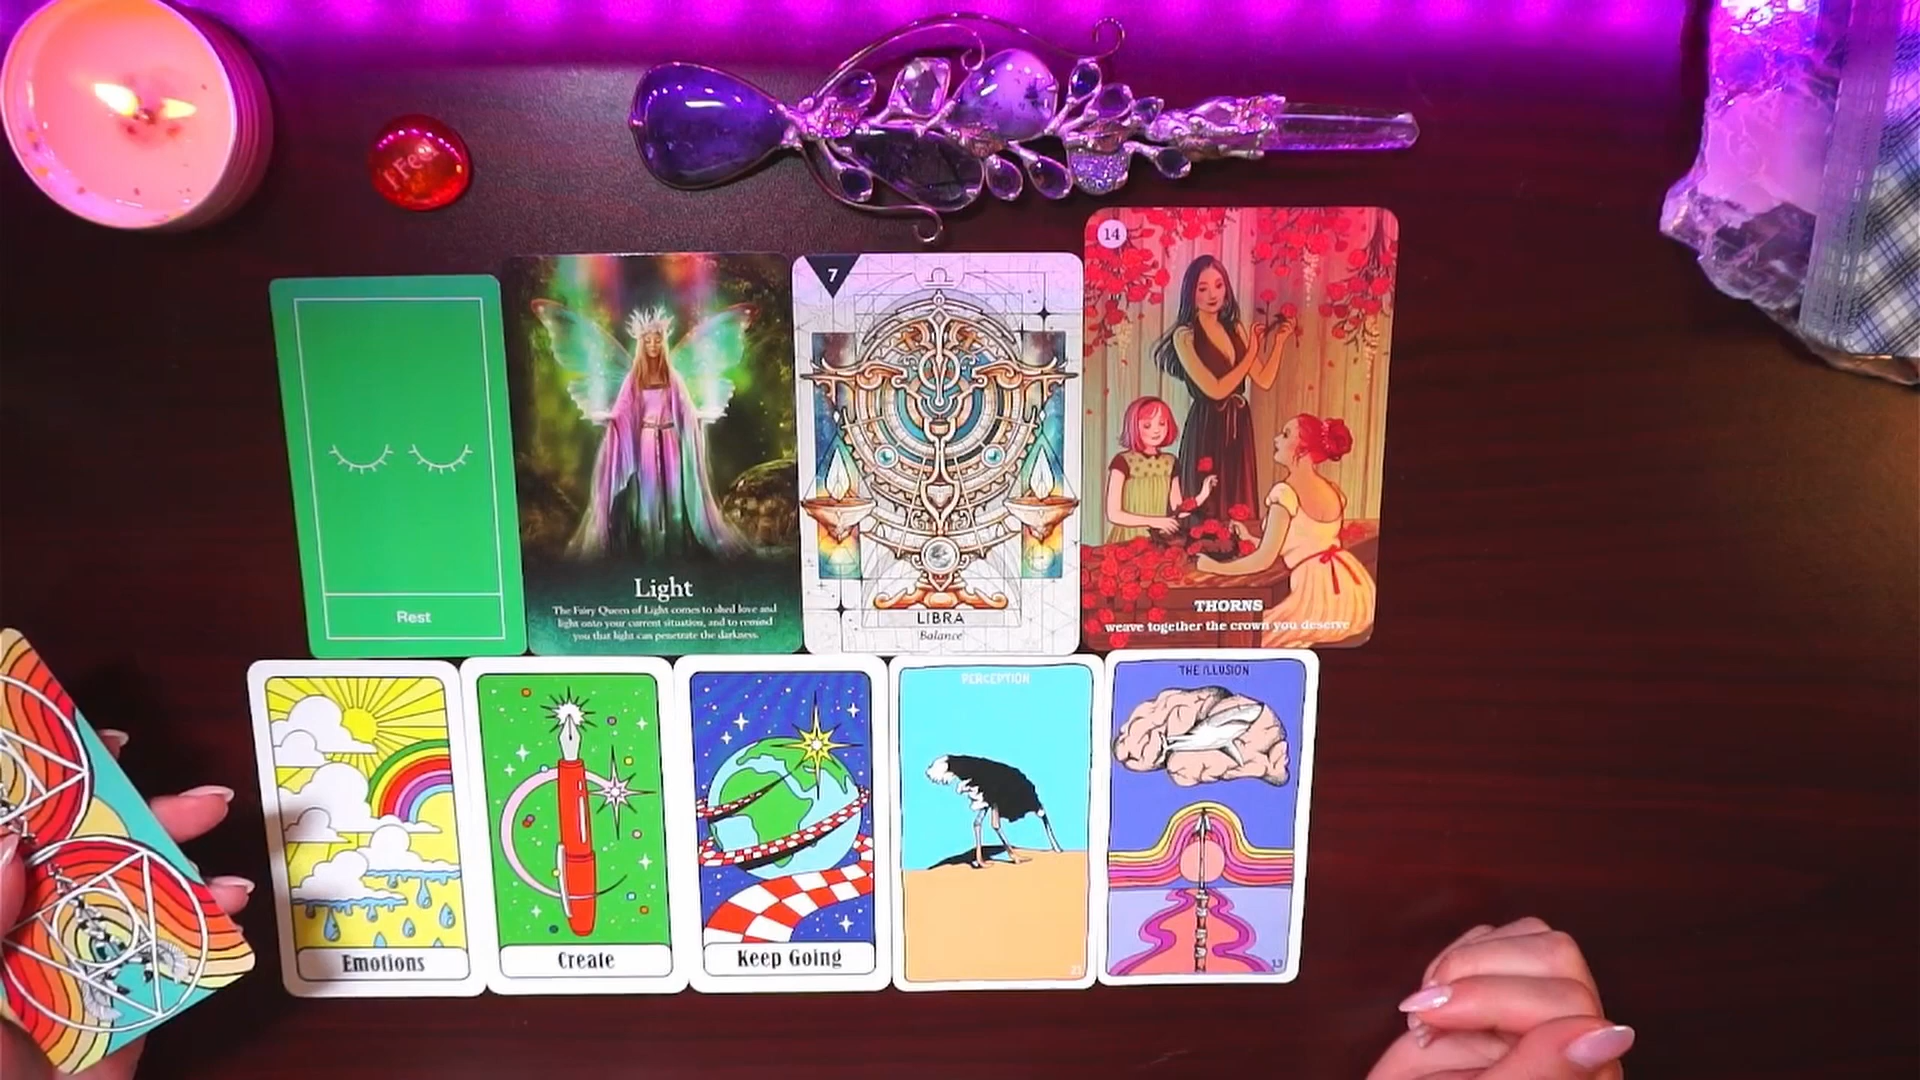 I Feel
Rest
Light
The Fairy Queen of Light comes to shed love and
light onto your current situation, and to remind
you that light can penetrate the darkness.
7
LIBRA
Balance
14
THORNS
weave together the crown you deserve
Emotions
Create
Keep Going
PERCEPTION
21
THE ILLUSION
13